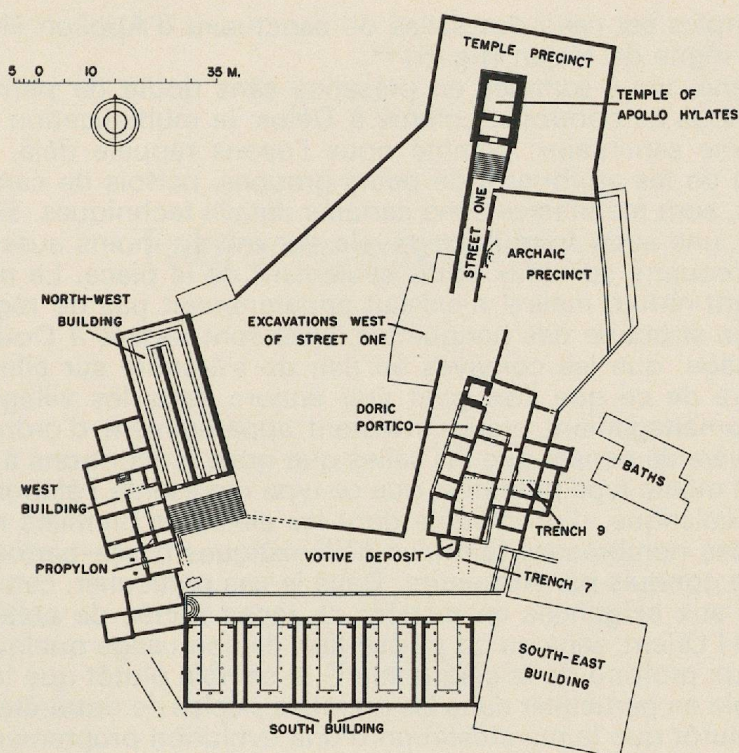 5 0 10 35 M.
TEMPLE PRECINCT
TEMPLE OF
APOLLO HYLATES
STREET ONE
ARCHAIC
PRECINCT
NORTH-WEST
BUILDING
EXCAVATIONS WEST
OF STREET ONE
DORIC
PORTICO
BATHS
WEST
BUILDING
TRENCH 9
PROPYLON
VOTIVE DEPOSIT
TRENCH 7
SOUTH-EAST
BUILDING
SOUTH BUILDING